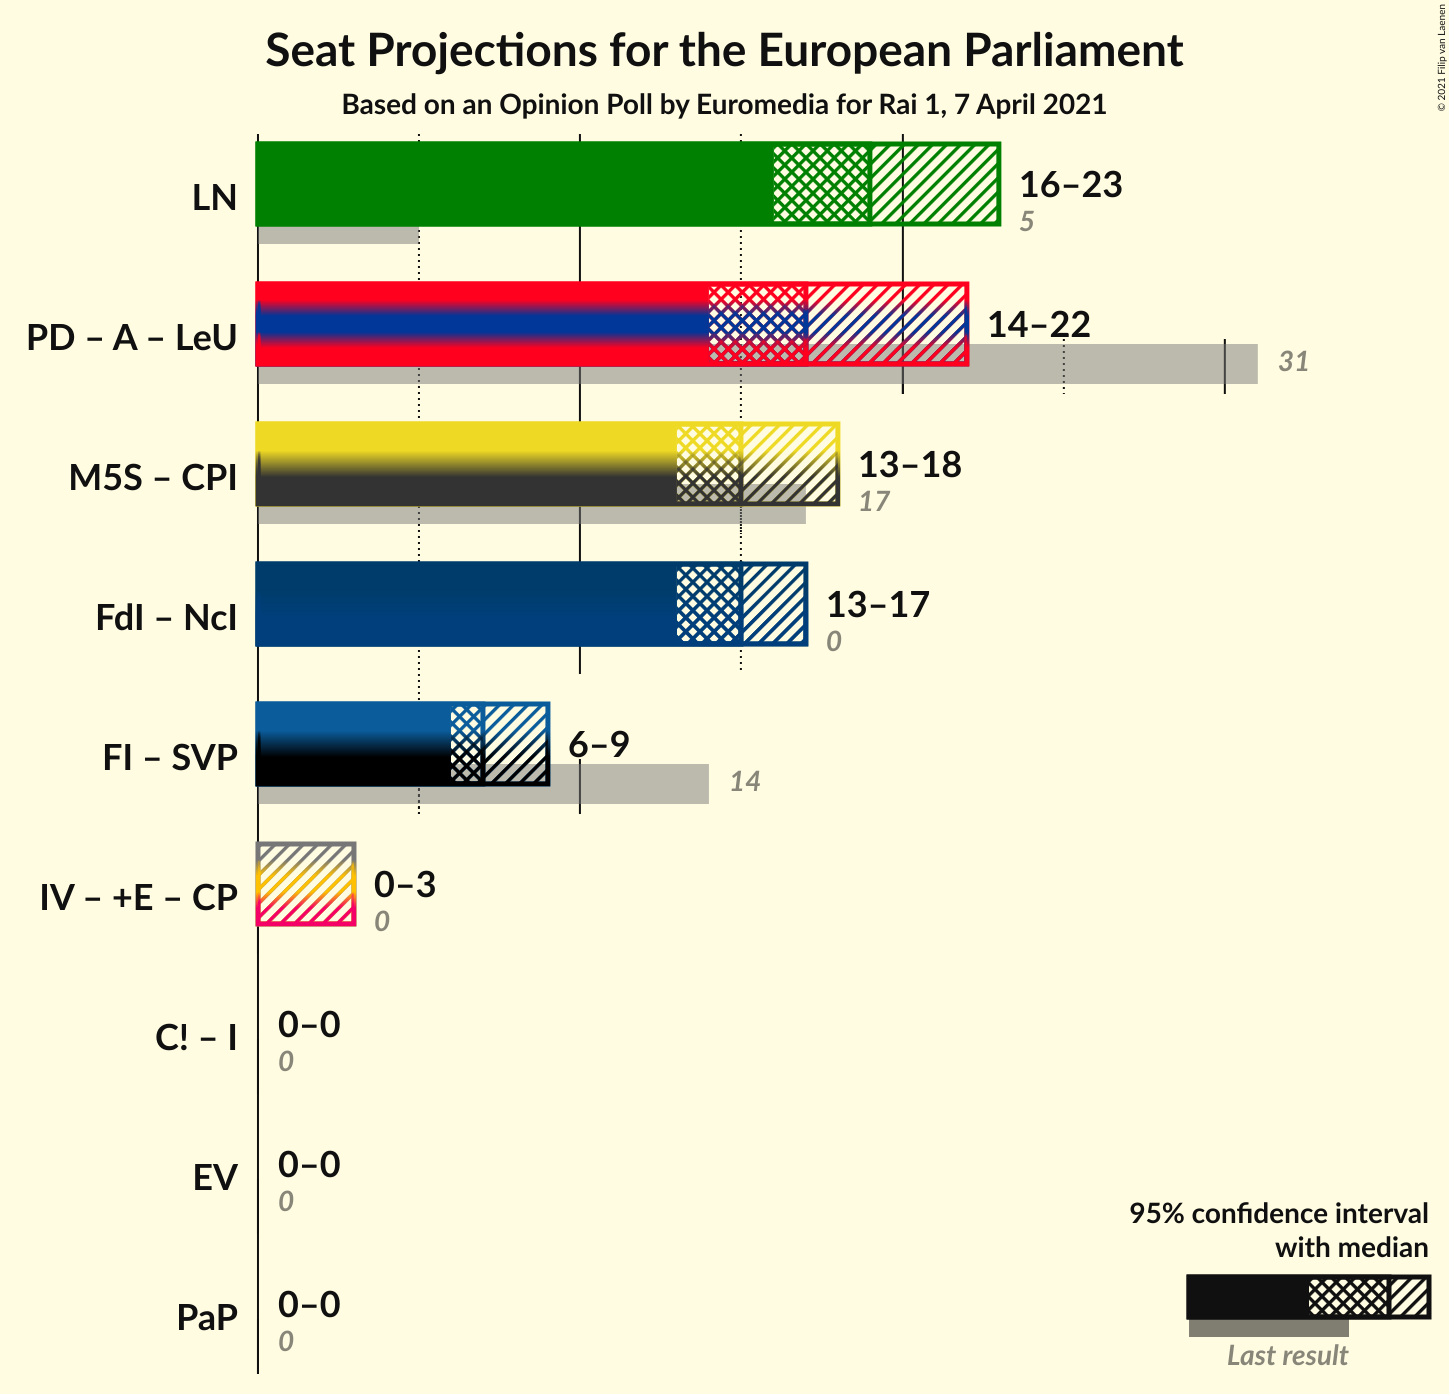 Seat Projections for the European Parliament
Based on an Opinion Poll by Euromedia for Rai 1, 7 April 2021
© 2021 Filip van Laenen
LN
16–23
5
PD – A – LeU
14–22
31
M5S – CPI
13–18
17
FdI – NcI
13–17
0
FI – SVP
6–9
14
IV – +E – CP
0–3
0
C! – I
0–0
0
EV
0–0
0
PaP
0–0
0
95% confidence interval
with median
Last result